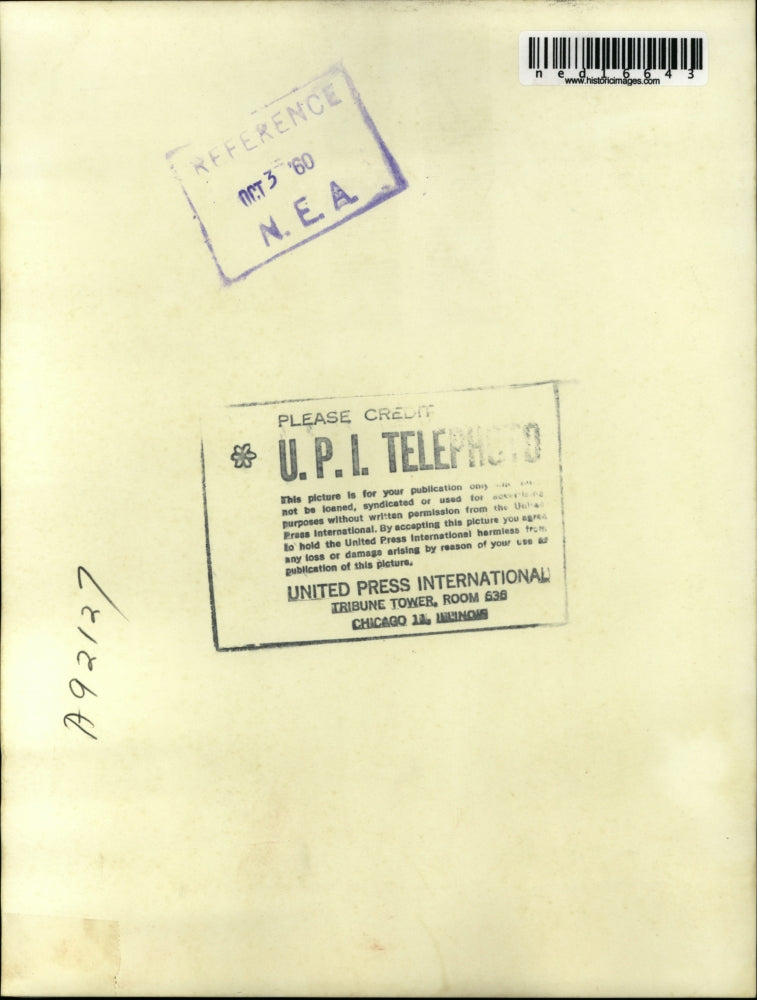 ned16643
www.historicimages.com
REFERENCE
OCT 3 '60
N.E.A.
PLEASE CREDIT
U.P.I. TELEPHOTO
This picture is for your publication only
not be loaned, syndicated or used for advertising
purposes without written permission from the United
Press International. By accepting this picture you agree
to hold the United Press International harmless from
any loss or damage arising by reason of your use or
publication of this picture.
UNITED PRESS INTERNATIONAL
TRIBUNE TOWER, ROOM 636
CHICAGO 11, ILLINOIS
A92127